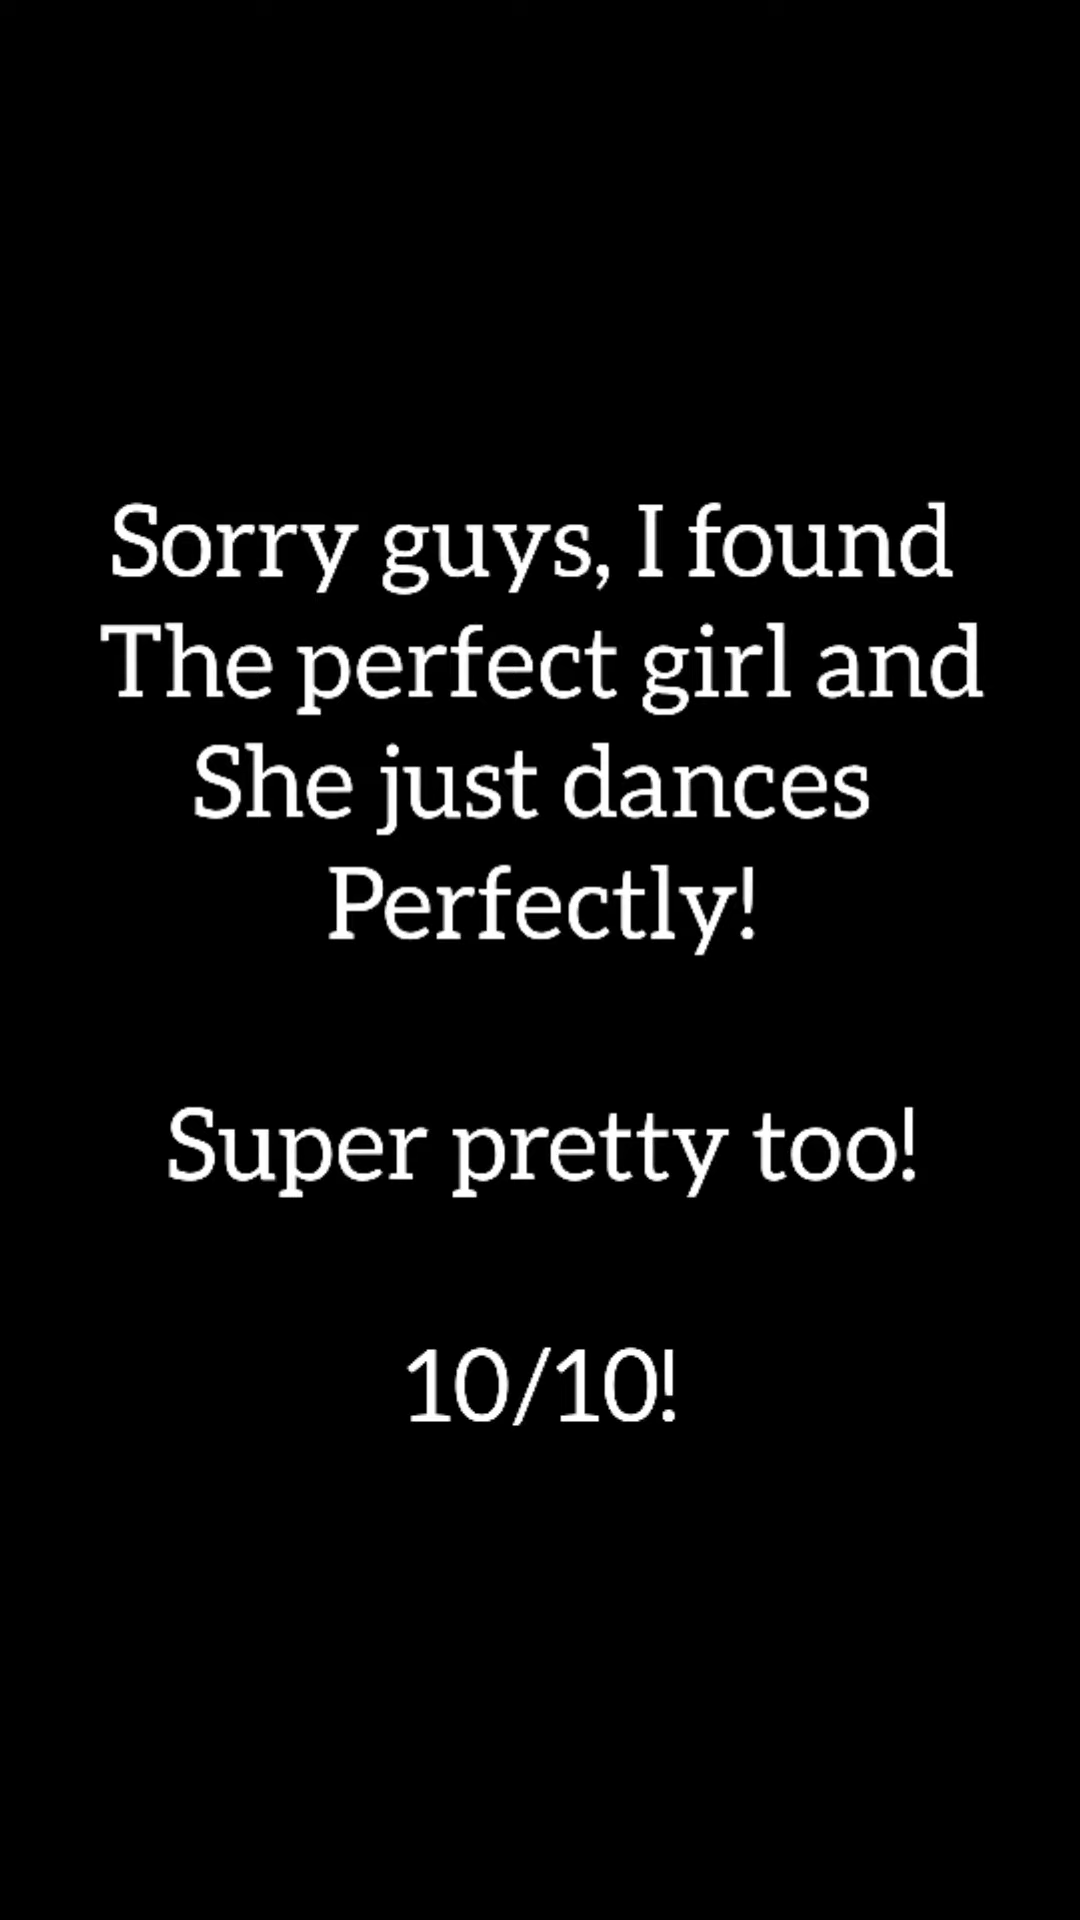 Sorry guys, I found
The perfect girl and
She just dances
Perfectly!
Super pretty too!
10/10!